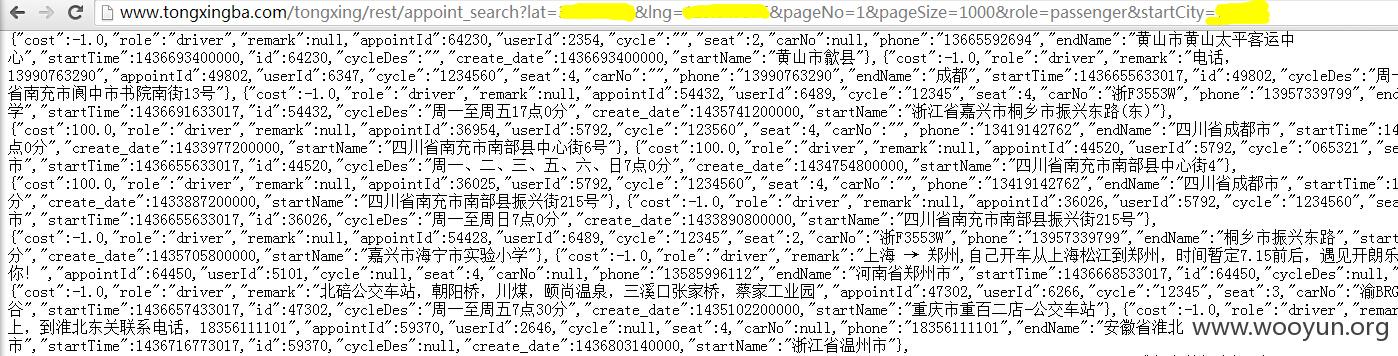 www.tongxingba.com/tongxing/rest/appoint_search?lat= &lng= &pageNo=1&pageSize=1000&role=passenger&startCity=
{"cost":-1.0,"role":"driver","remark":null,"appointId":64230,"userId":2354,"cycle":"","seat":2,"carNo":null,"phone":"13665592694","endName":"黄山市黄山太平客运中
心","startTime":1436693400000,"id":64230,"cycleDes":"","create_date":1436693400000,"startName":"黄山市歙县"},{"cost":-1.0,"role":"driver","remark":"电话，
13990763290","appointId":49802,"userId":6347,"cycle":"1234560","seat":4,"carNo":"","phone":"13990763290","endName":"成都","startTime":1436655633017,"id":49802,"cycleDes":"周一
省南充市阆中市书院南街13号"},{"cost":-1.0,"role":"driver","remark":null,"appointId":54432,"userId":6489,"cycle":"12345","seat":4,"carNo":"浙F3553W","phone":"13957339799","end
学","startTime":1436691633017,"id":54432,"cycleDes":"周一至周五17点0分","create_date":1435741200000,"startName":"浙江省嘉兴市桐乡市振兴东路(东)"},
{"cost":100.0,"role":"driver","remark":null,"appointId":36954,"userId":5792,"cycle":"123560","seat":4,"carNo":"","phone":"13419142762","endName":"四川省成都市","startTime":14
点0分","create_date":1433977200000,"startName":"四川省南充市南部县中心街6号"},{"cost":100.0,"role":"driver","remark":null,"appointId":44520,"userId":5792,"cycle":"065321","se
市","startTime":1436655633017,"id":44520,"cycleDes":"周一、二、三、五、六、日7点0分","create_date":1434754800000,"startName":"四川省南充市南部县中心街4"},
{"cost":100.0,"role":"driver","remark":null,"appointId":36025,"userId":5792,"cycle":"1234560","seat":4,"carNo":"","phone":"13419142762","endName":"四川省成都市","startTime":1
分","create_date":1433887200000,"startName":"四川省南充市南部县振兴街215号"},{"cost":-1.0,"role":"driver","remark":null,"appointId":36026,"userId":5792,"cycle":"1234560","sea
市","startTime":1436655633017,"id":36026,"cycleDes":"周一至周日7点0分","create_date":1433890800000,"startName":"四川省南充市南部县振兴街215号"},
{"cost":-1.0,"role":"driver","remark":null,"appointId":54428,"userId":6489,"cycle":"12345","seat":2,"carNo":"浙F3553W","phone":"13957339799","endName":"桐乡市振兴东路","start
分","create_date":1435705800000,"startName":"嘉兴市海宁市实验小学"},{"cost":-1.0,"role":"driver","remark":"上海 → 郑州,自己开车从上海松江到郑州，时间暂定7.15前后，遇见开朗乐
你! ","appointId":64450,"userId":5101,"cycle":null,"seat":4,"carNo":null,"phone":"13585996112","endName":"河南省郑州市","startTime":1436668533017,"id":64450,"cycleDes":null,
{"cost":-1.0,"role":"driver","remark":"北碚公交车站，朝阳桥，川煤，颐尚温泉，三溪口张家桥，蔡家工业园","appointId":47302,"userId":6266,"cycle":"12345","seat":3,"carNo":"渝BRG
谷","startTime":1436657433017,"id":47302,"cycleDes":"周一至周五7点30分","create_date":1435102200000,"startName":"重庆市重百二店-公交车站"},{"cost":-1.0,"role":"driver","remar
上，到淮北东关联系电话，18356111101","appointId":59370,"userId":2646,"cycle":null,"seat":4,"carNo":null,"phone":"18356111101","endName":"安徽省淮北
市","startTime":1436716773017,"id":59370,"cycleDes":null,"create_date":1436803140000,"startName":"浙江省温州市"},
www.wooyun.org